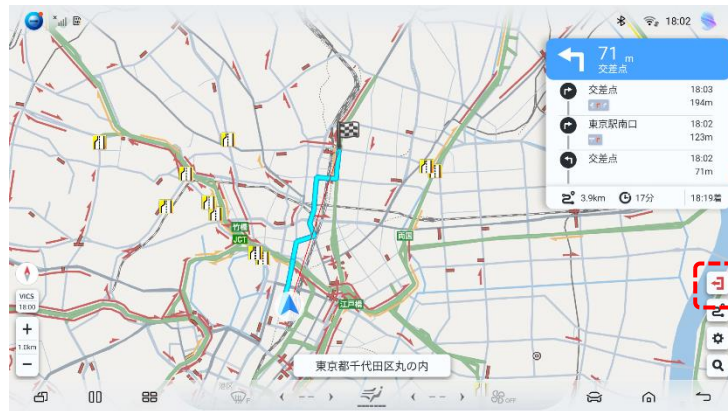 18:02
71 m
交差点
交差点 18:03
194m
東京駅南口 18:02
123m
交差点 18:02
71m
3.9km 17分 18:19着
竹橋
JCT
両国
江戸橋
VICS
18:00
+
1.0km
−
東京都千代田区丸の内
< -- >
< -- >
OFF